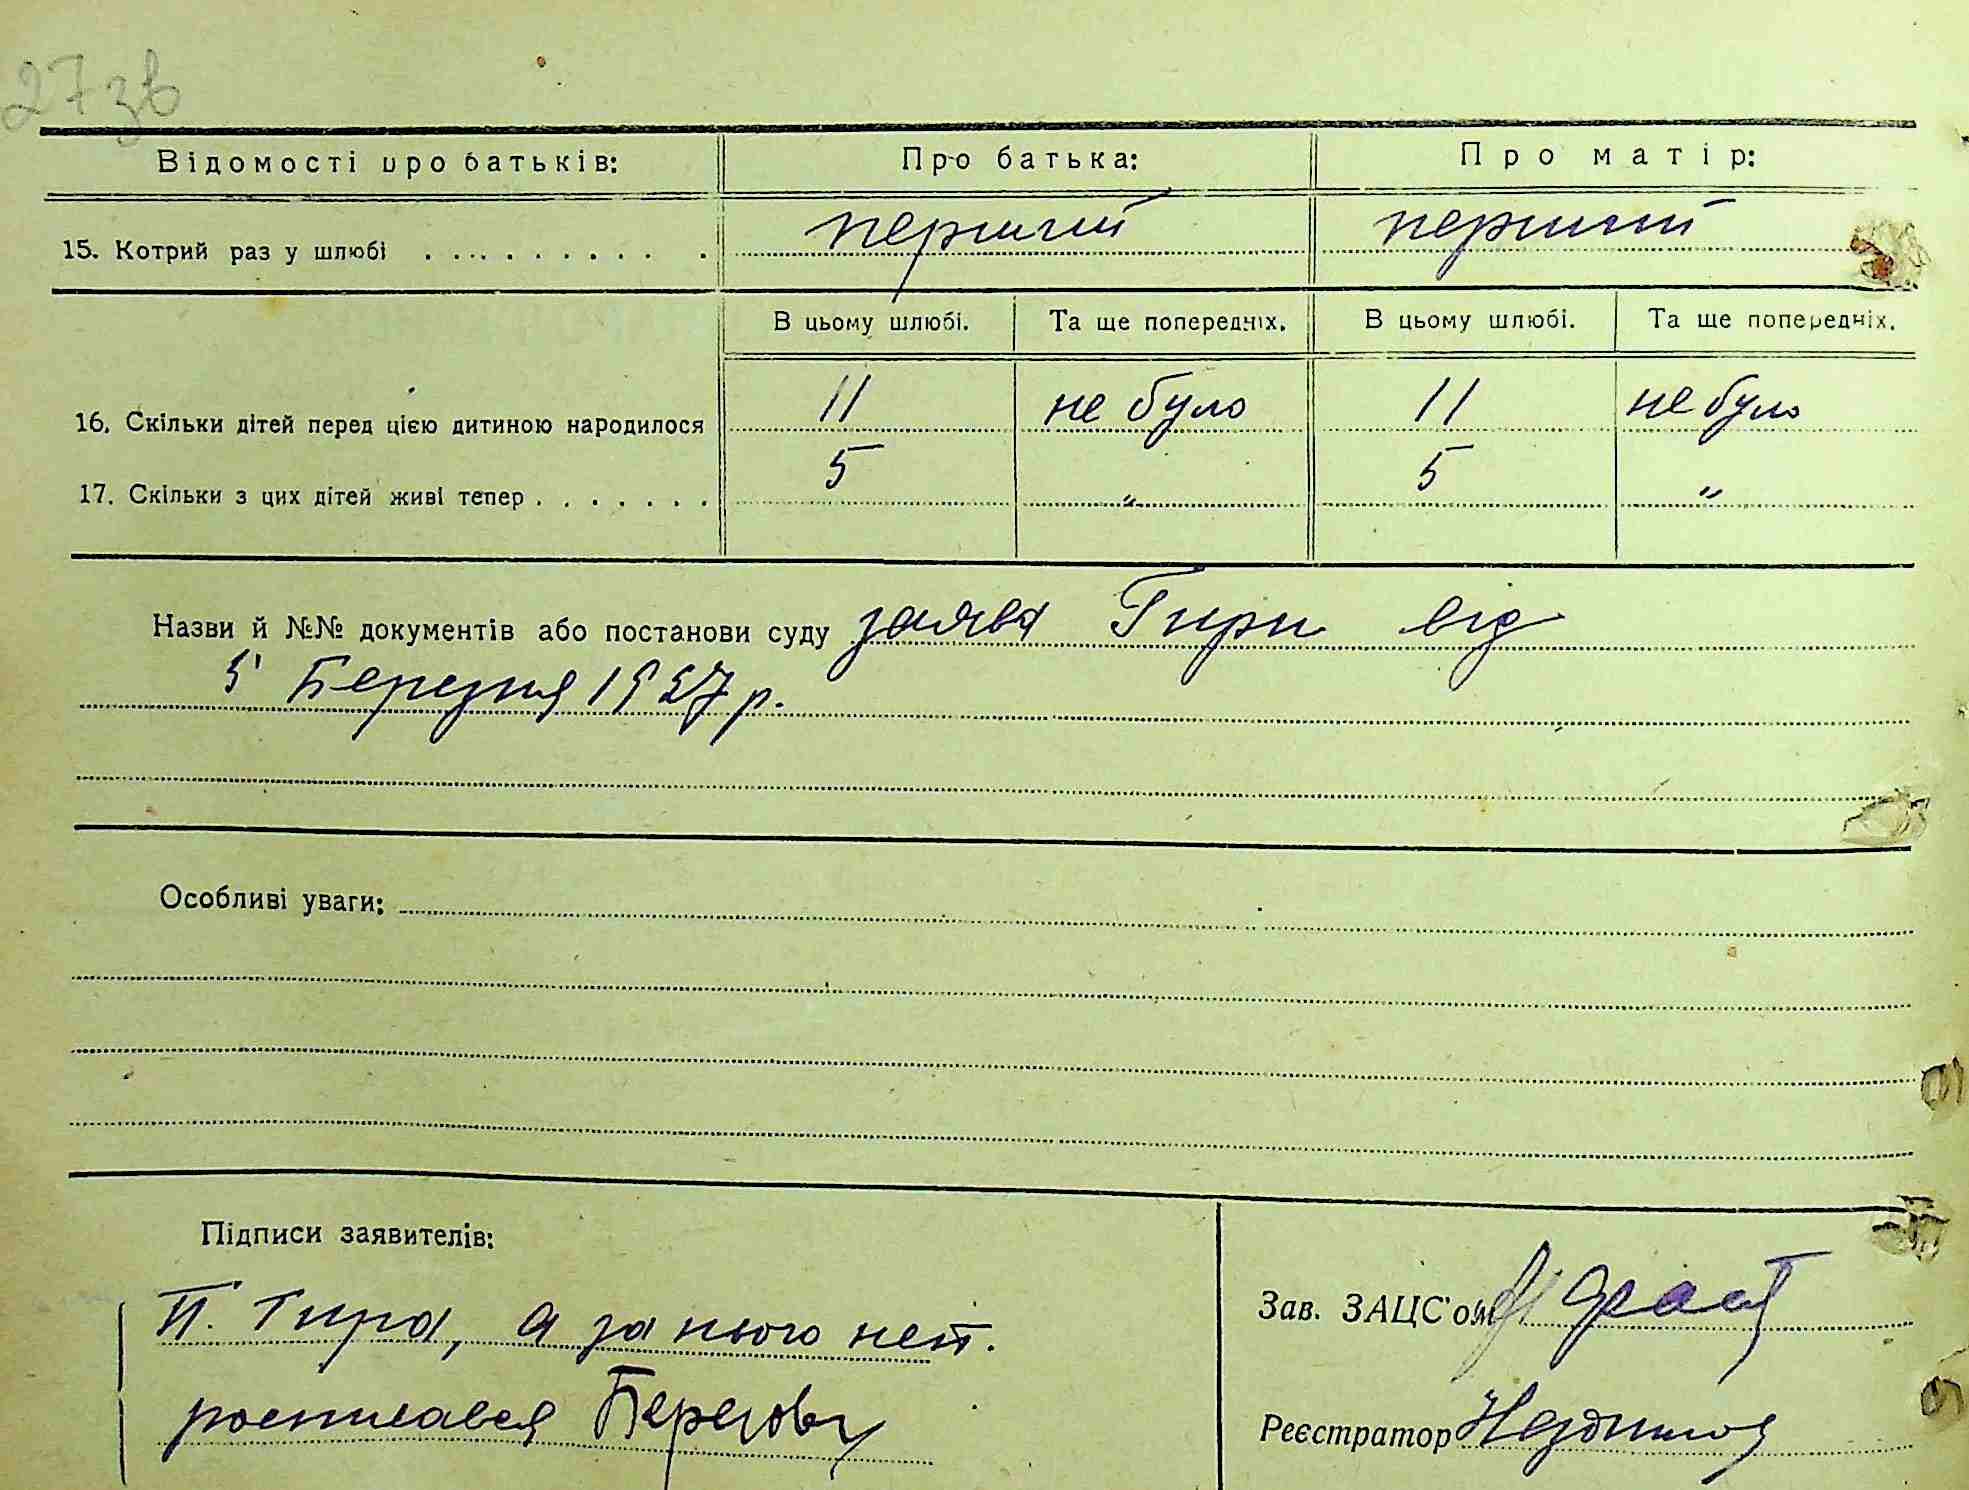 27 зв
Відомості про батьків: Про батька: Про матір:
15. Котрий раз у шлюбі . . . . . . . . . . . . перший перший
В цьому шлюбі. Та ще попередніх. В цьому шлюбі. Та ще попередніх.
16. Скільки дітей перед цією дитиною народилося 11 не було 11 не було
17. Скільки з цих дітей живі тепер . . . . . . . 5 „ 5 „
Назви й №№ документів або постанови суду заява Гири від
5 Березня 1927 р.
Особливі уваги:
Підписи заявителів:
П. Гира, а за нього неп.
росписався
Зав. ЗАЦС'ом
Реєстратор